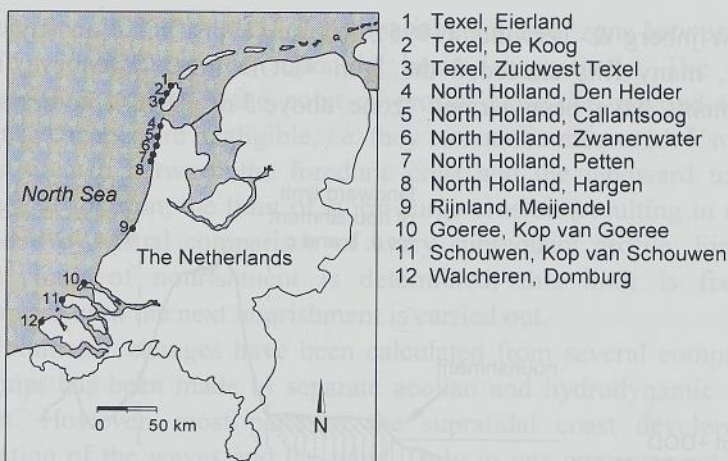 1 Texel, Eierland
2 Texel, De Koog
3 Texel, Zuidwest Texel
4 North Holland, Den Helder
5 North Holland, Callantsoog
6 North Holland, Zwanenwater
7 North Holland, Petten
8 North Holland, Hargen
9 Rijnland, Meijendel
10 Goeree, Kop van Goeree
11 Schouwen, Kop van Schouwen
12 Walcheren, Domburg
1
2
3
4
5
6
7
8
North Sea
9
The Netherlands
10
11
12
0 50 km
N